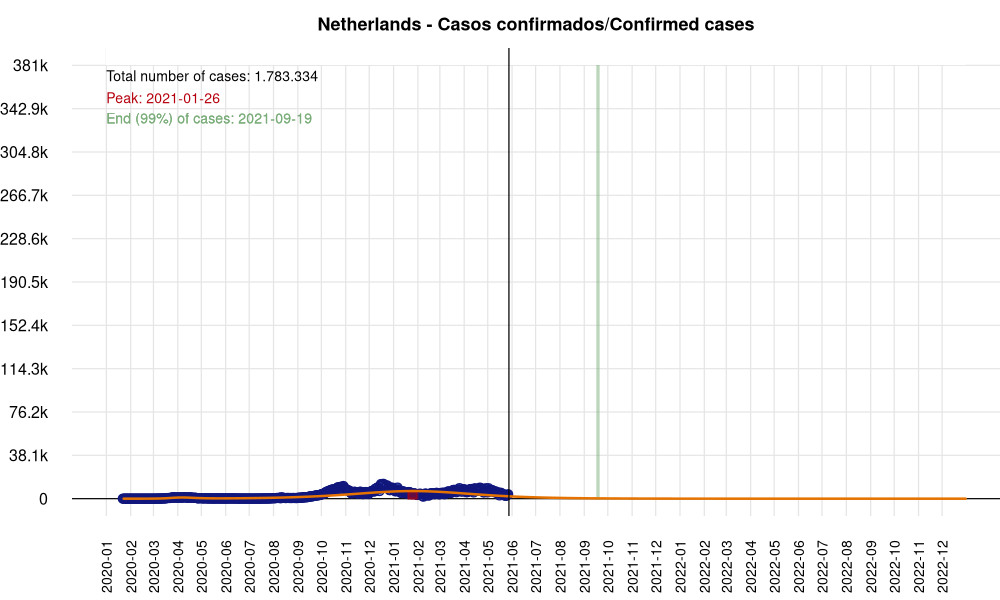 Netherlands - Casos confirmados/Confirmed cases
381k
Total number of cases: 1.783.334
Peak: 2021-01-26
342.9k
End (99%) of cases: 2021-09-19
304.8k
266.7k
228.6k
190.5k
152.4k
114.3k
76.2k
38.1k
0
2020-01
2020-02
2020-03
2020-04
2020-05
2020-06
2020-07
2020-08
2020-09
2020-10
2020-11
2020-12
2021-01
2021-02
2021-03
2021-04
2021-05
2021-06
2021-07
2021-08
2021-09
2021-10
2021-11
2021-12
2022-01
2022-02
2022-03
2022-04
2022-05
2022-06
2022-07
2022-08
2022-09
2022-10
2022-11
2022-12